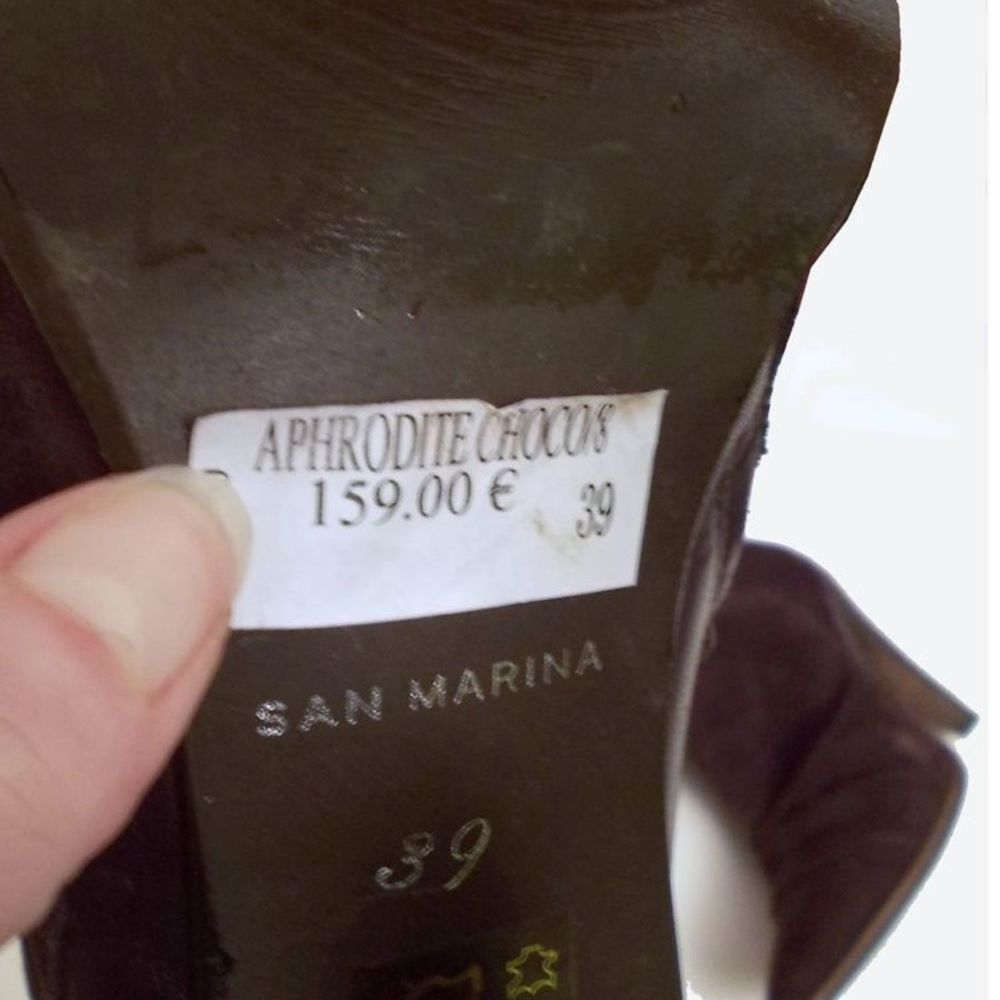 APHRODITE CHOCO/8
159.00 € 39
SAN MARINA
39